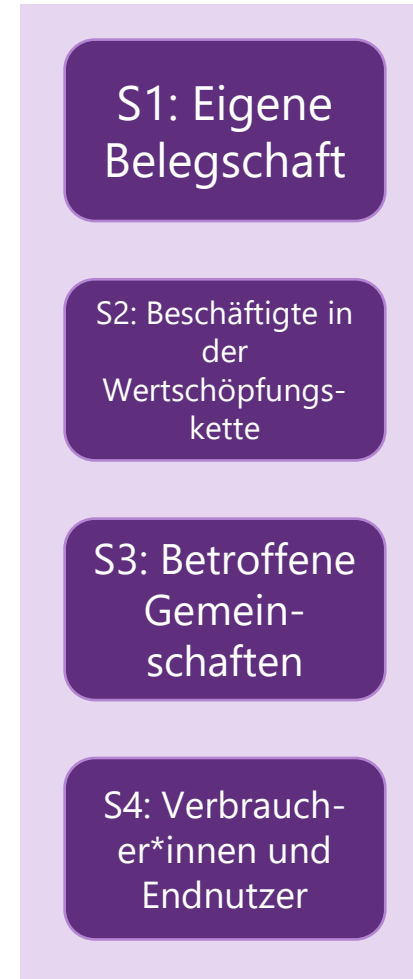 S1: Eigene
Belegschaft
S2: Beschäftigte in
der
Wertschöpfungs-
kette
S3: Betroffene
Gemein-
schaften
S4: Verbrauch-
er*innen und
Endnutzer